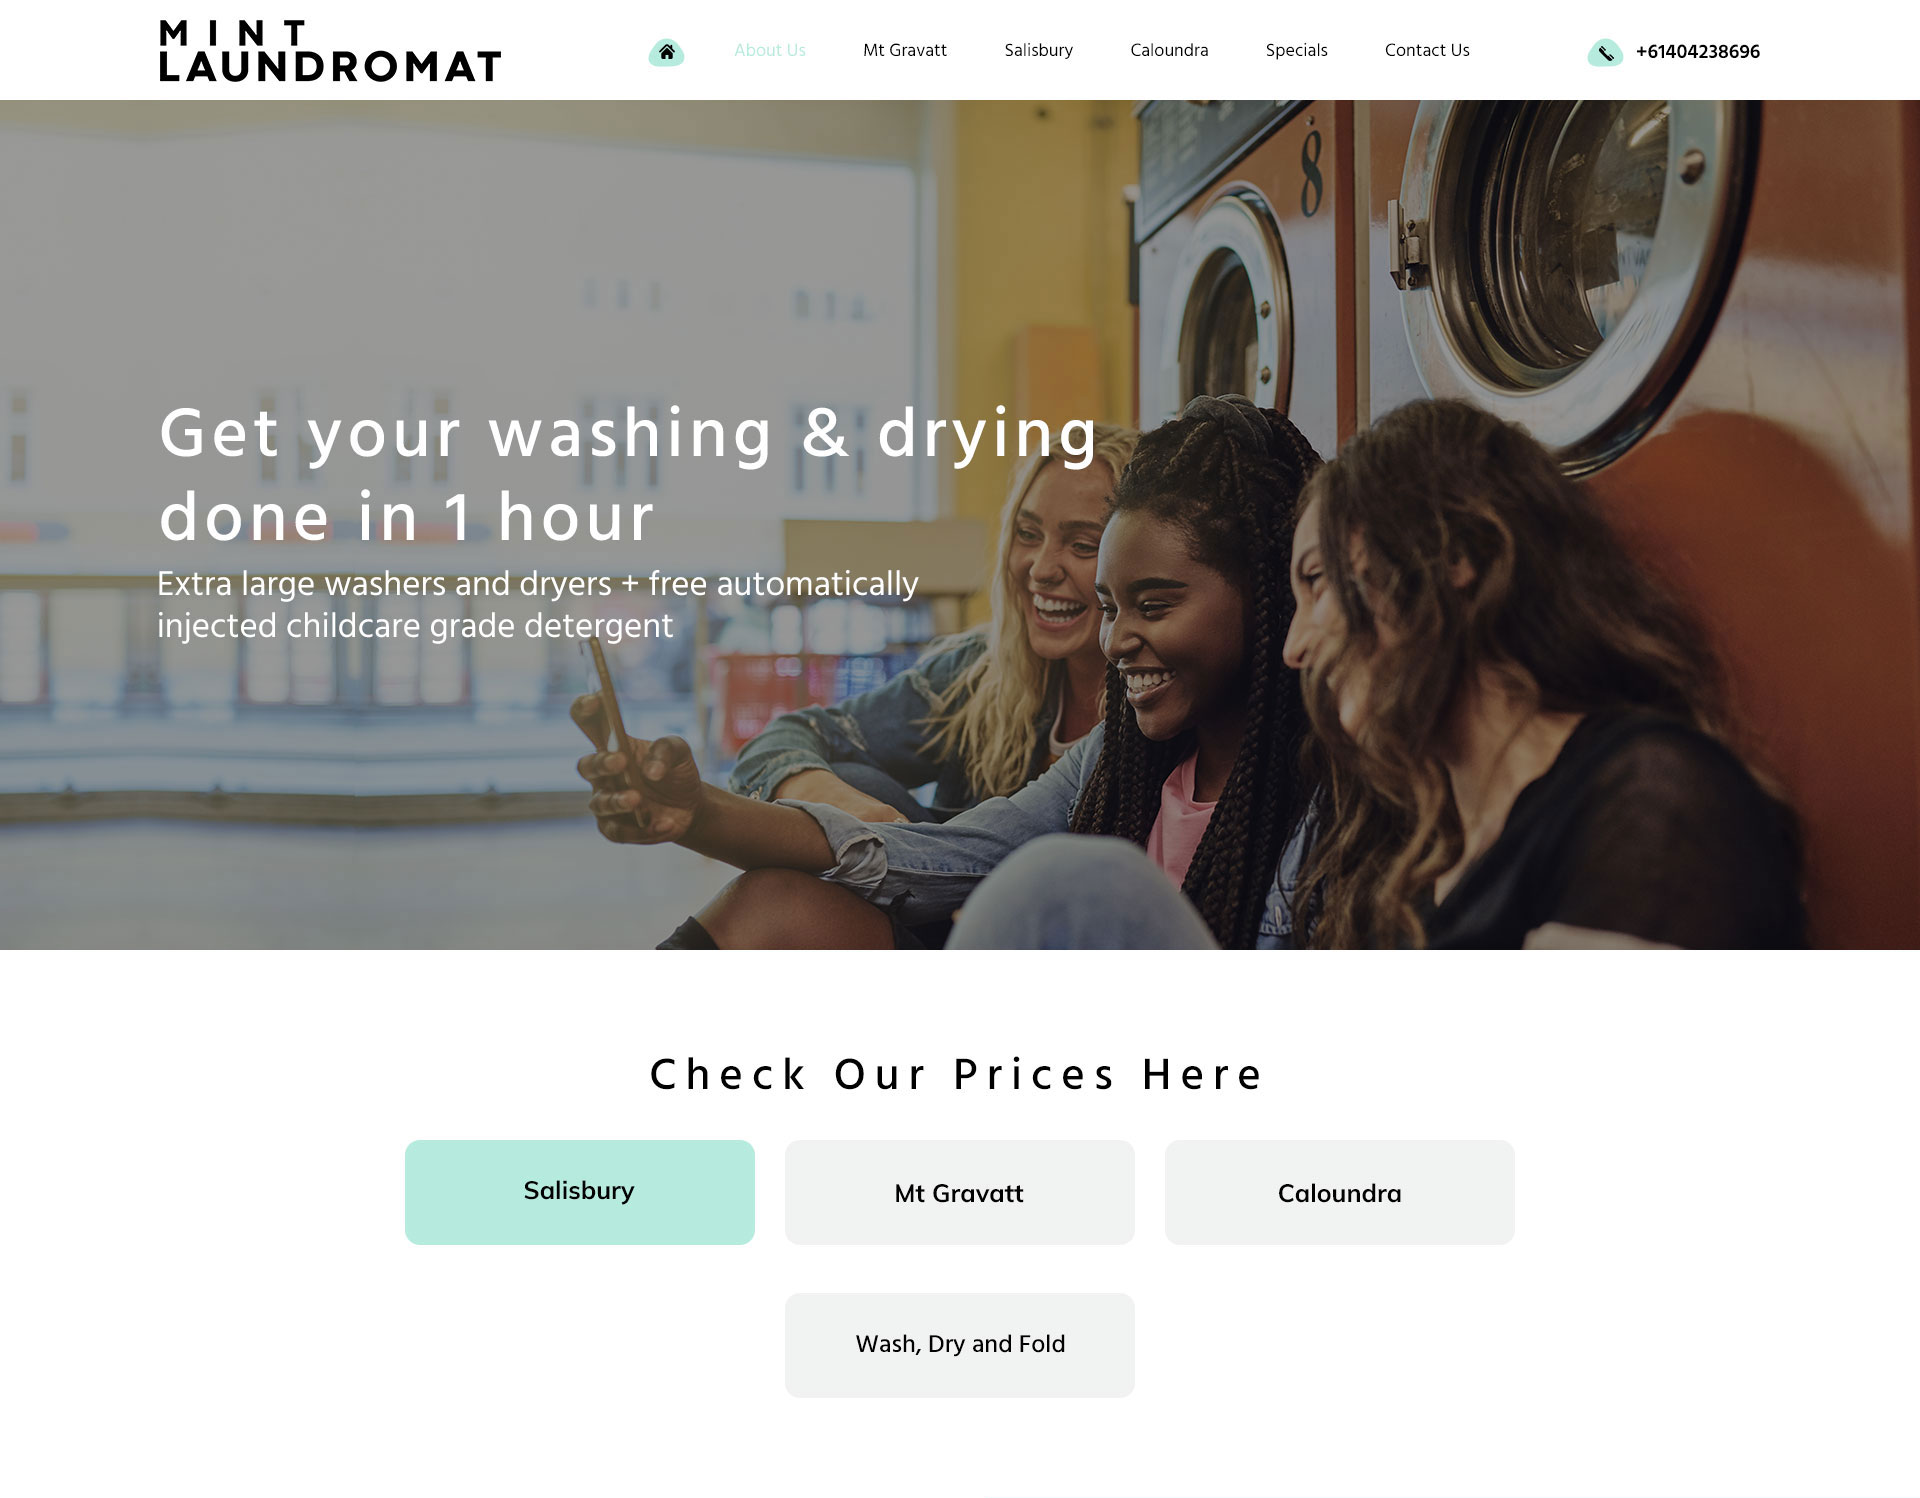 MINT
LAUNDROMAT
About Us
Mt Gravatt
Salisbury
Caloundra
Specials
Contact Us
+61404238696
8
Get your washing & drying
done in 1 hour
Extra large washers and dryers + free automatically
injected childcare grade detergent
Check Our Prices Here
Salisbury
Mt Gravatt
Caloundra
Wash, Dry and Fold